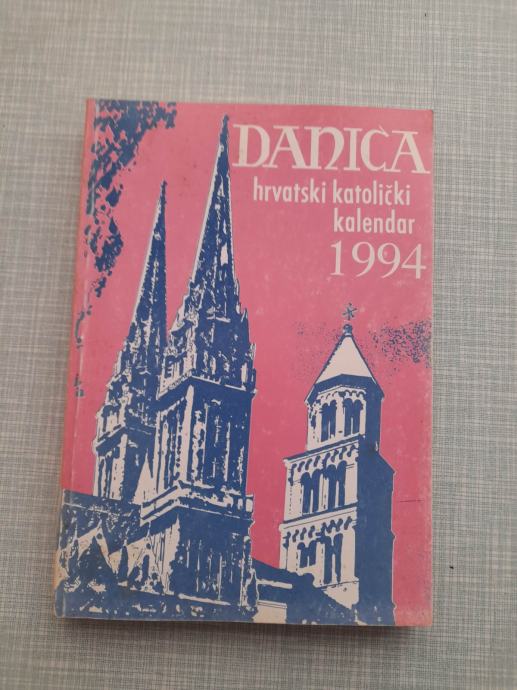 DANICA
hrvatski katolički
kalendar
1994